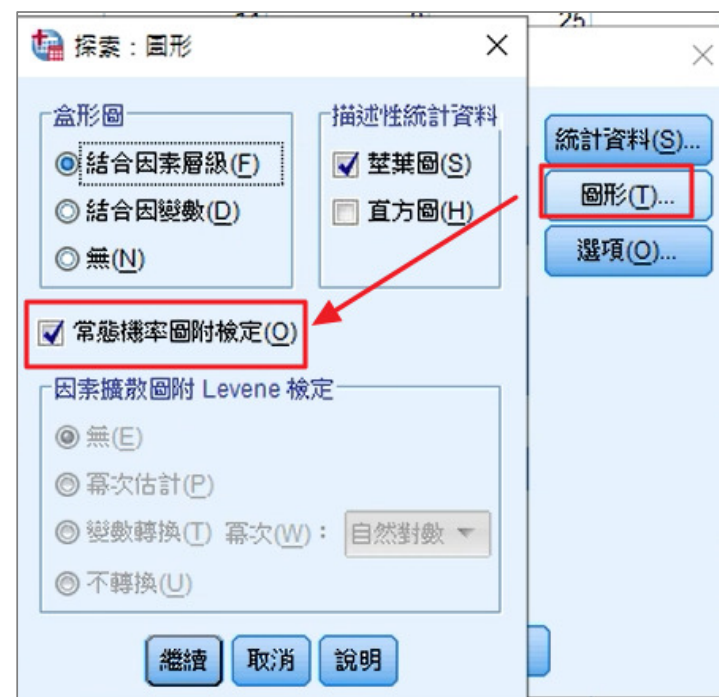 14 9 25
探索：圖形
盒形圖
結合因素層級(F)
結合因變數(D)
無(N)
描述性統計資料
莖葉圖(S)
直方圖(H)
常態機率圖附檢定(O)
因素擴散圖附 Levene 檢定
無(E)
冪次估計(P)
變數轉換(T) 冪次(W)： 自然對數
不轉換(U)
繼續 取消 說明
統計資料(S)...
圖形(T)...
選項(O)...